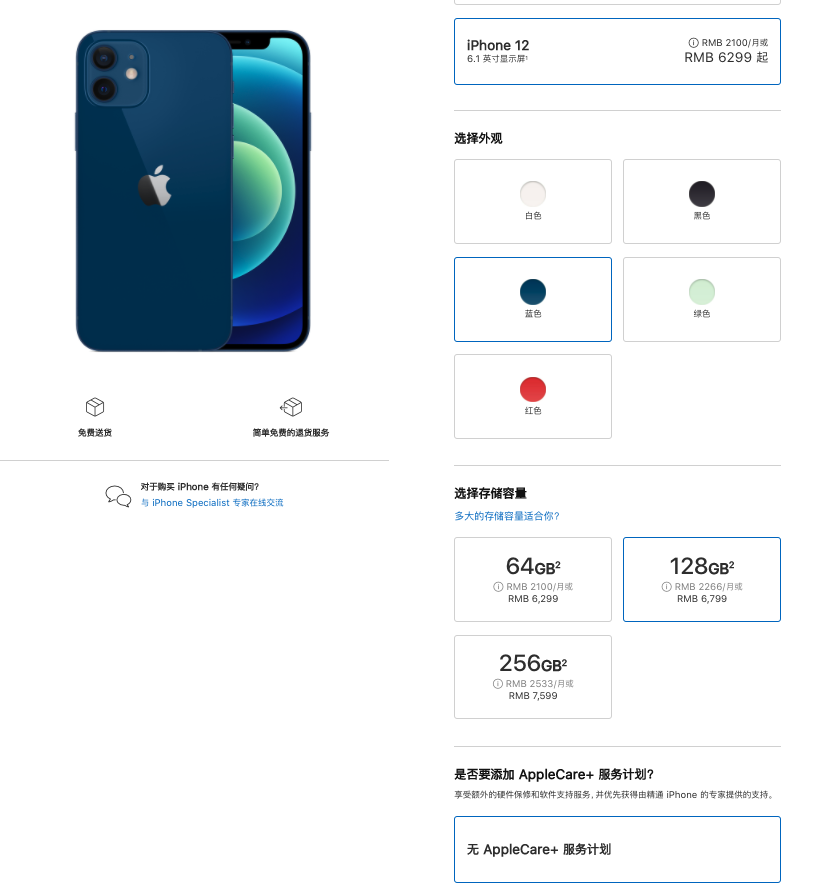 免费送货
简单免费的退货服务
对于购买 iPhone 有任何疑问?
与 iPhone Specialist 专家在线交流
iPhone 12
6.1 英寸显示屏¹
RMB 2100/月或
RMB 6299 起
选择外观
白色
黑色
蓝色
绿色
红色
选择存储容量
多大的存储容量适合你?
64GB²
RMB 2100/月或
RMB 6,299
128GB²
RMB 2266/月或
RMB 6,799
256GB²
RMB 2533/月或
RMB 7,599
是否要添加 AppleCare+ 服务计划?
享受额外的硬件保修和软件支持服务, 并优先获得由精通 iPhone 的专家提供的支持。
无 AppleCare+ 服务计划